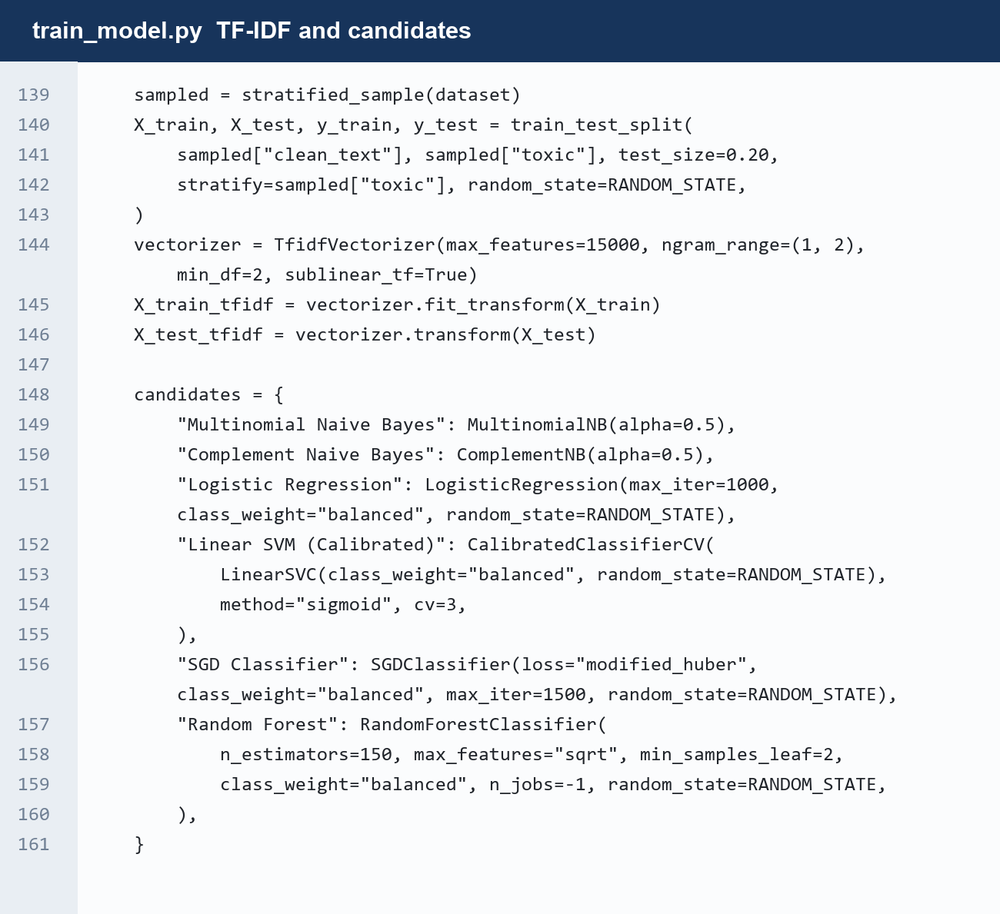 train_model.py  TF-IDF and candidates
139 sampled = stratified_sample(dataset)
140 X_train, X_test, y_train, y_test = train_test_split(
141     sampled["clean_text"], sampled["toxic"], test_size=0.20,
142     stratify=sampled["toxic"], random_state=RANDOM_STATE,
143 )
144 vectorizer = TfidfVectorizer(max_features=15000, ngram_range=(1, 2),
    min_df=2, sublinear_tf=True)
145 X_train_tfidf = vectorizer.fit_transform(X_train)
146 X_test_tfidf = vectorizer.transform(X_test)
147
148 candidates = {
149     "Multinomial Naive Bayes": MultinomialNB(alpha=0.5),
150     "Complement Naive Bayes": ComplementNB(alpha=0.5),
151     "Logistic Regression": LogisticRegression(max_iter=1000,
    class_weight="balanced", random_state=RANDOM_STATE),
152     "Linear SVM (Calibrated)": CalibratedClassifierCV(
153         LinearSVC(class_weight="balanced", random_state=RANDOM_STATE),
154         method="sigmoid", cv=3,
155     ),
156     "SGD Classifier": SGDClassifier(loss="modified_huber",
    class_weight="balanced", max_iter=1500, random_state=RANDOM_STATE),
157     "Random Forest": RandomForestClassifier(
158         n_estimators=150, max_features="sqrt", min_samples_leaf=2,
159         class_weight="balanced", n_jobs=-1, random_state=RANDOM_STATE,
160     ),
161 }